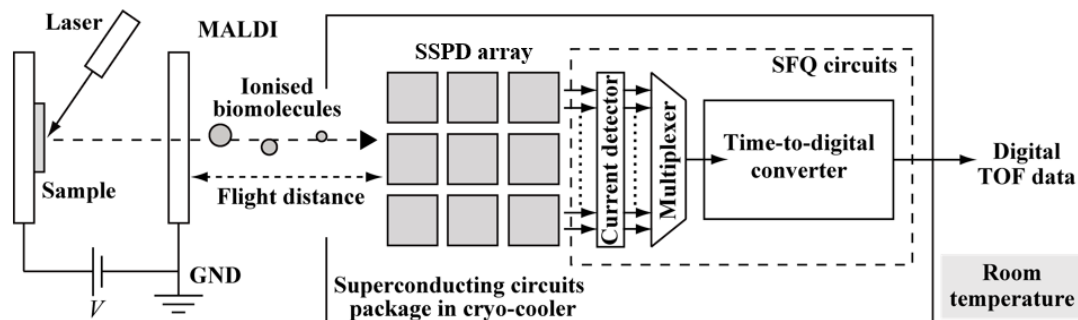 Laser
MALDI
Ionised
biomolecules
Sample
Flight distance
GND
V
SSPD array
SFQ circuits
Current detector
Multiplexer
Time-to-digital
converter
Digital
TOF data
Superconducting circuits
package in cryo-cooler
Room
temperature